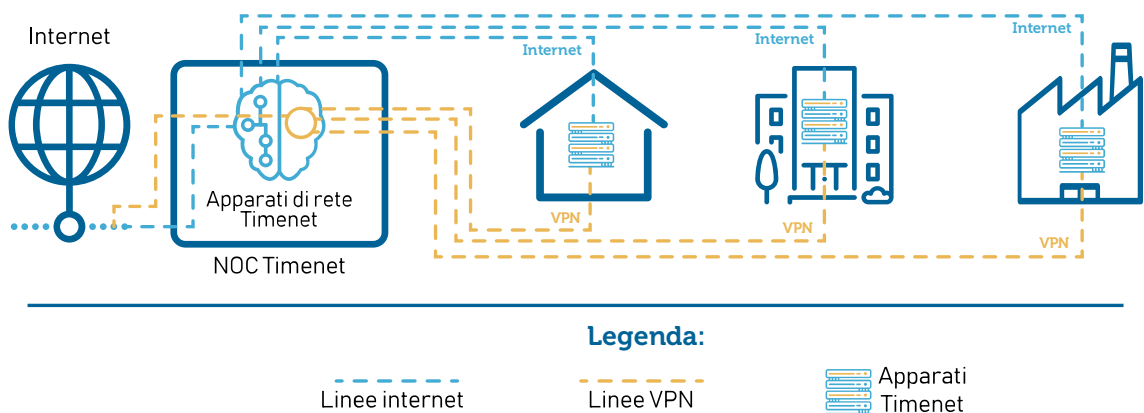 Internet
Internet
Internet
Internet
Apparati di rete
Timenet
NOC Timenet
VPN
VPN
VPN
Legenda:
Linee internet
Linee VPN
Apparati
Timenet